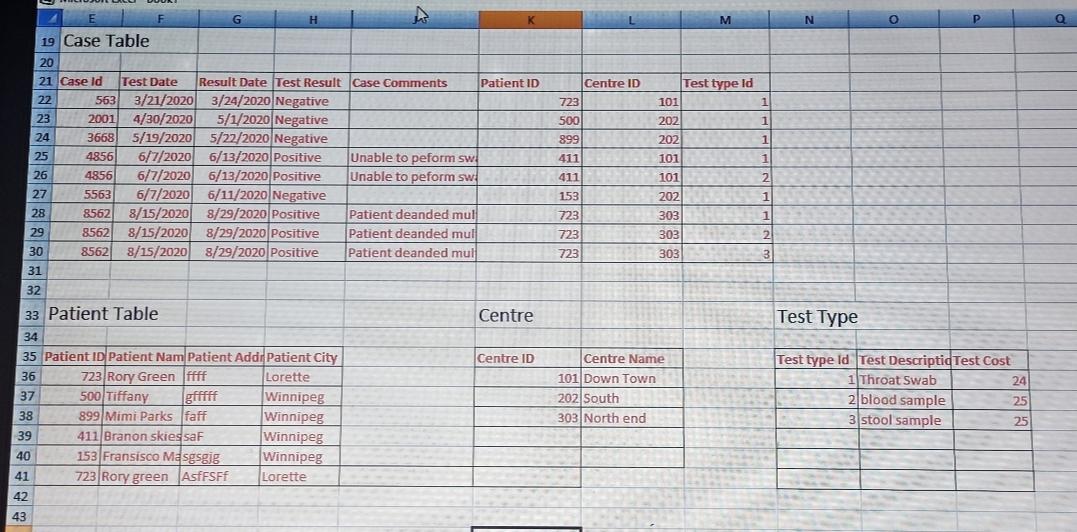 E F G H K L M N O P Q
19 Case Table
20
21 Case Id Test Date Result Date Test Result Case Comments Patient ID Centre ID Test type Id
22 563 3/21/2020 3/24/2020 Negative 723 101 1
23 2001 4/30/2020 5/1/2020 Negative 500 202 1
24 3668 5/19/2020 5/22/2020 Negative 899 202 1
25 4856 6/7/2020 6/13/2020 Positive Unable to peform swa 411 101 1
26 4856 6/7/2020 6/13/2020 Positive Unable to peform swa 411 101 2
27 5563 6/7/2020 6/11/2020 Negative 153 202 1
28 8562 8/15/2020 8/29/2020 Positive Patient deanded mul 723 303 1
29 8562 8/15/2020 8/29/2020 Positive Patient deanded mul 723 303 2
30 8562 8/15/2020 8/29/2020 Positive Patient deanded mul 723 303 3
31
32
33 Patient Table Centre Test Type
34
35 Patient ID Patient Nam Patient Addr Patient City Centre ID Centre Name Test type Id Test Descriptio Test Cost
36 723 Rory Green ffff Lorette 101 Down Town 1 Throat Swab 24
37 500 Tiffany gfffff Winnipeg 202 South 2 blood sample 25
38 899 Mimi Parks faff Winnipeg 303 North end 3 stool sample 25
39 411 Branon skies saF Winnipeg
40 153 Fransisco Ma sgsgjg Winnipeg
41 723 Rory green AsfFSFf Lorette
42
43